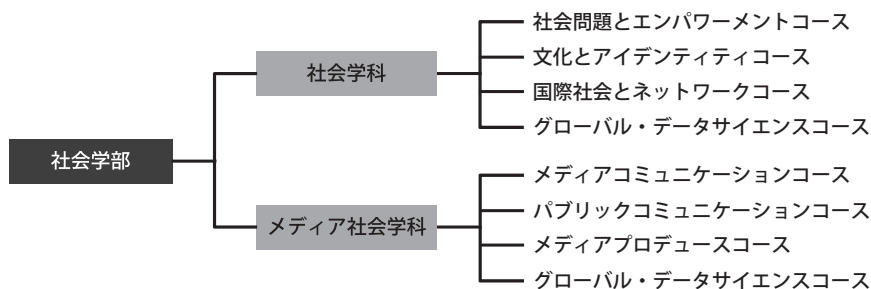 社会学部
社会学科
社会問題とエンパワーメントコース
文化とアイデンティティコース
国際社会とネットワークコース
グローバル・データサイエンスコース
メディア社会学科
メディアコミュニケーションコース
パブリックコミュニケーションコース
メディアプロデュースコース
グローバル・データサイエンスコース